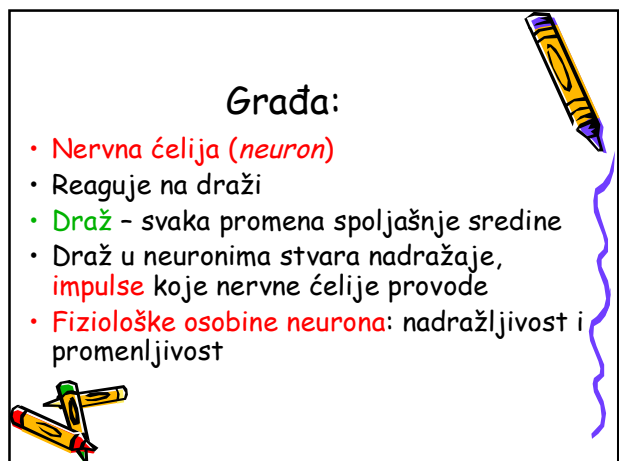 Građa:
• Nervna ćelija (neuron)
• Reaguje na draži
• Draž – svaka promena spoljašnje sredine
• Draž u neuronima stvara nadražaje,
impulse koje nervne ćelije provode
• Fiziološke osobine neurona: nadražljivost i
promenljivost